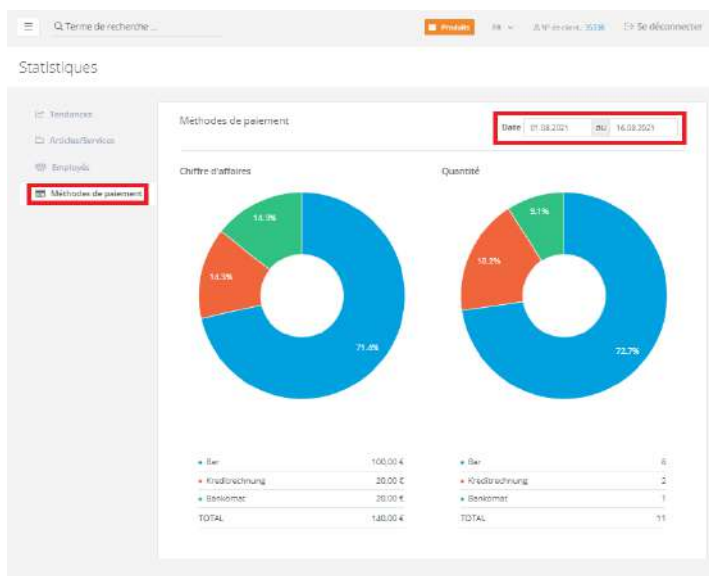 Terme de recherche ...
Produits
FR
N° de client.: 35336
Se déconnecter
Statistiques
Tendances
Articles/Services
Employés
Méthodes de paiement
Méthodes de paiement
Date 01.03.2021 au 16.03.2021
Chiffre d'affaires
Quantité
14.3%
14.3%
71.4%
9.1%
18.2%
72.7%
Bar 100,00 €
Kreditrechnung 20,00 €
Bankomat 20,00 €
TOTAL 140,00 €
Bar 6
Kreditrechnung 2
Bankomat 1
TOTAL 11